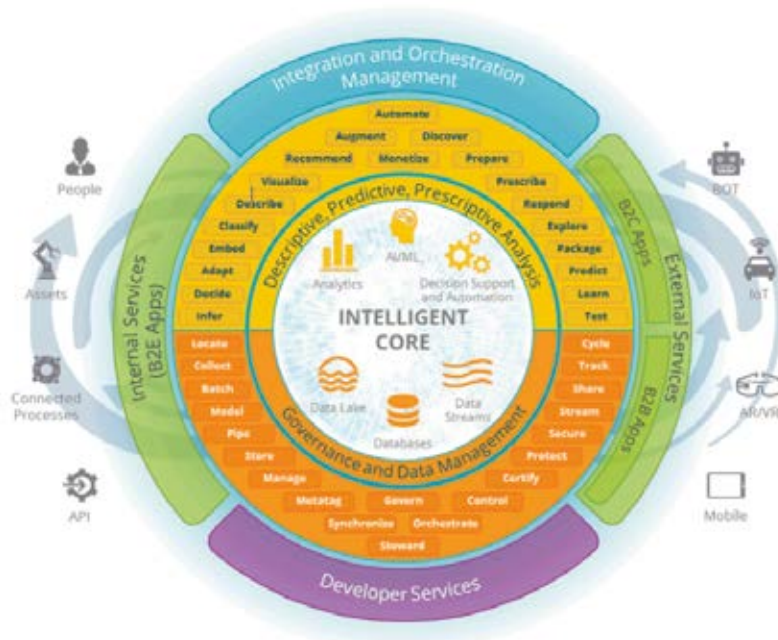 Integration and Orchestration
Management
Automate
Augment
Discover
Recommend
Monetize
Prepare
Visualize
Prescribe
Describe
Respond
Classify
Explore
Embed
Package
Adapt
Predict
Decide
Learn
Infer
Test
Descriptive, Predictive, Prescriptive Analysis
AI/ML
Analytics
Decision Support
and Automation
INTELLIGENT
CORE
Data Lake
Databases
Data
Streams
Governance and Data Management
Locate
Cycle
Collect
Track
Batch
Share
Model
Stream
Pipe
Secure
Store
Protect
Manage
Certify
Metatag
Govern
Control
Synchronize
Orchestrate
Steward
Developer Services
Internal Services
(B2E Apps)
External Services
B2C Apps
B2B Apps
People
Assets
Connected
Processes
API
BOT
IoT
AR/VR
Mobile